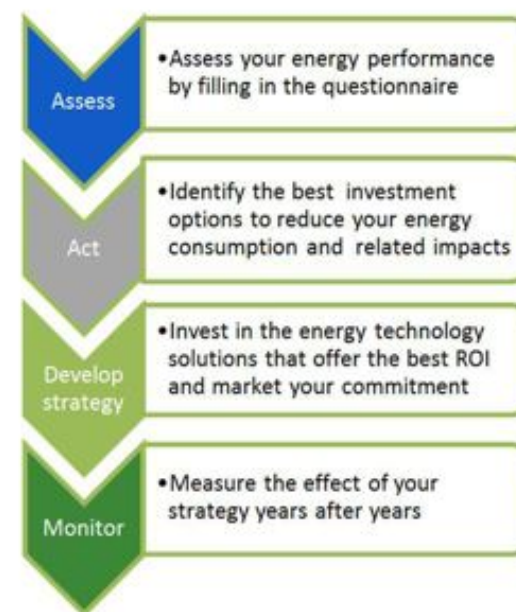 Assess
•Assess your energy performance
by filling in the questionnaire
Act
•Identify the best investment
options to reduce your energy
consumption and related impacts
Develop
strategy
•Invest in the energy technology
solutions that offer the best ROI
and market your commitment
Monitor
•Measure the effect of your
strategy years after years